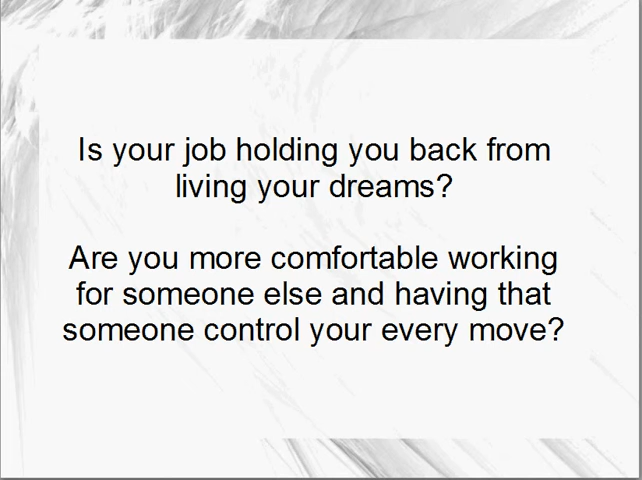 Is your job holding you back from
living your dreams?
Are you more comfortable working
for someone else and having that
someone control your every move?